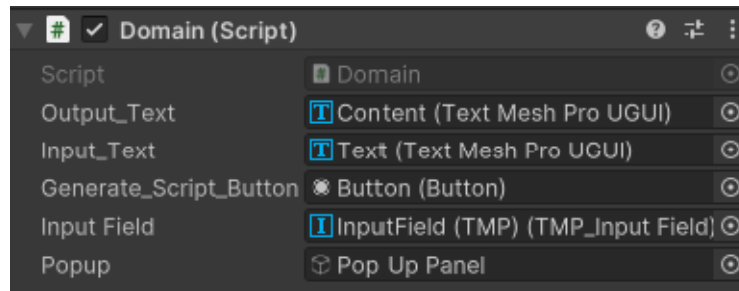 # Domain (Script)
Script # Domain
Output_Text T Content (Text Mesh Pro UGUI)
Input_Text T Text (Text Mesh Pro UGUI)
Generate_Script_Button Button (Button)
Input Field I InputField (TMP) (TMP_Input Field)
Popup Pop Up Panel